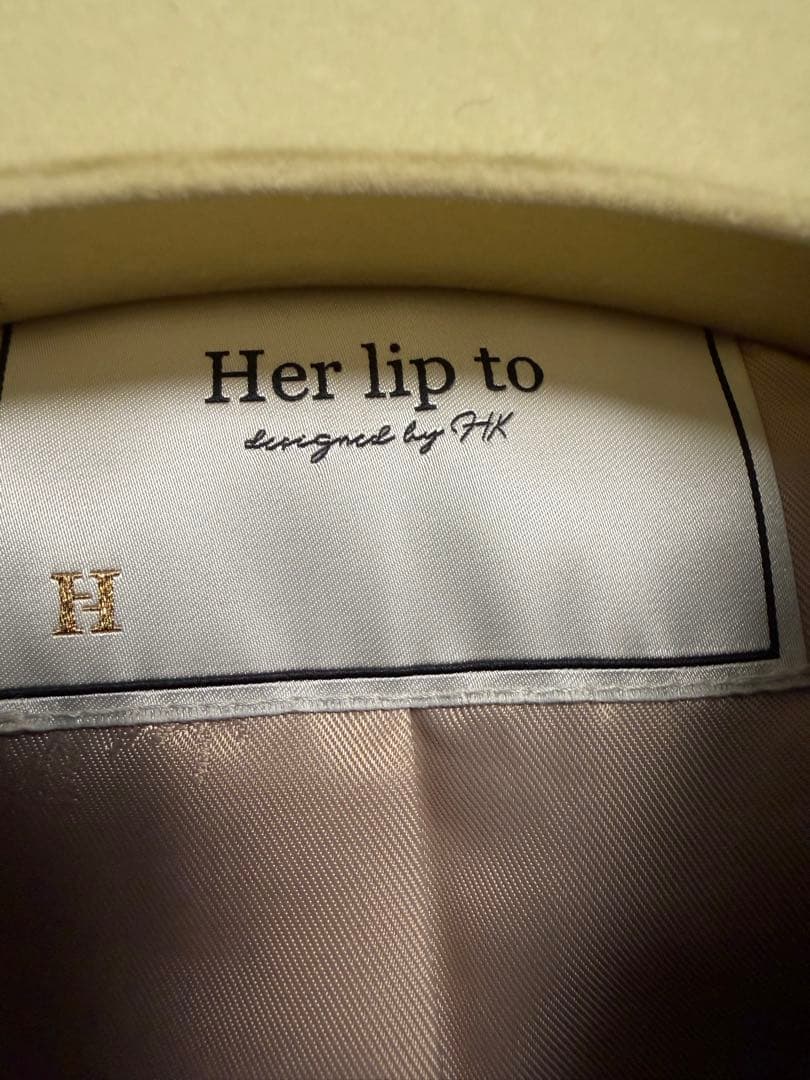 Her lip to
designed by HK
H